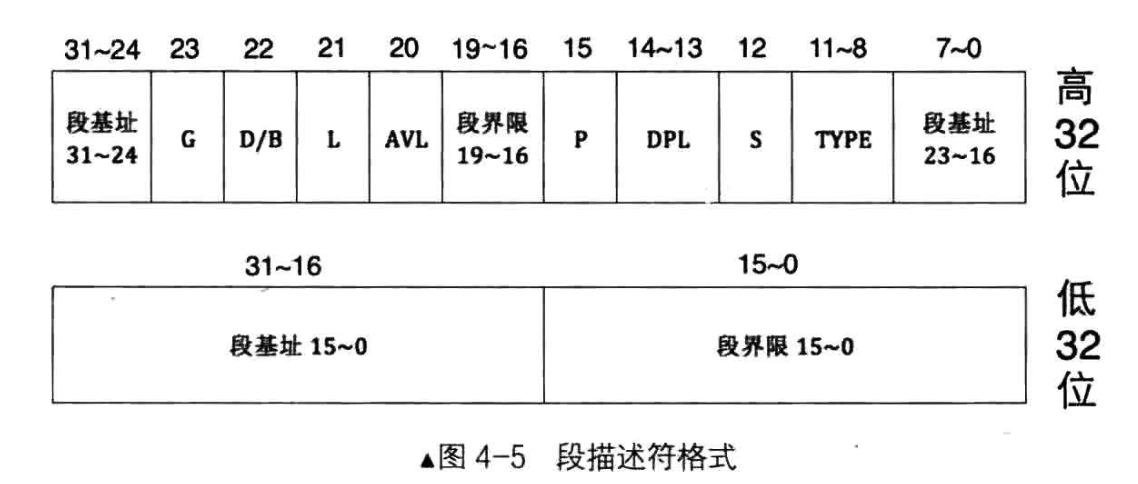 31~24 23 22 21 20 19~16 15 14~13 12 11~8 7~0
段基址 31~24 G D/B L AVL 段界限 19~16 P DPL S TYPE 段基址 23~16
高32位
31~16 15~0
段基址 15~0 段界限 15~0
低32位
▲图 4-5 段描述符格式